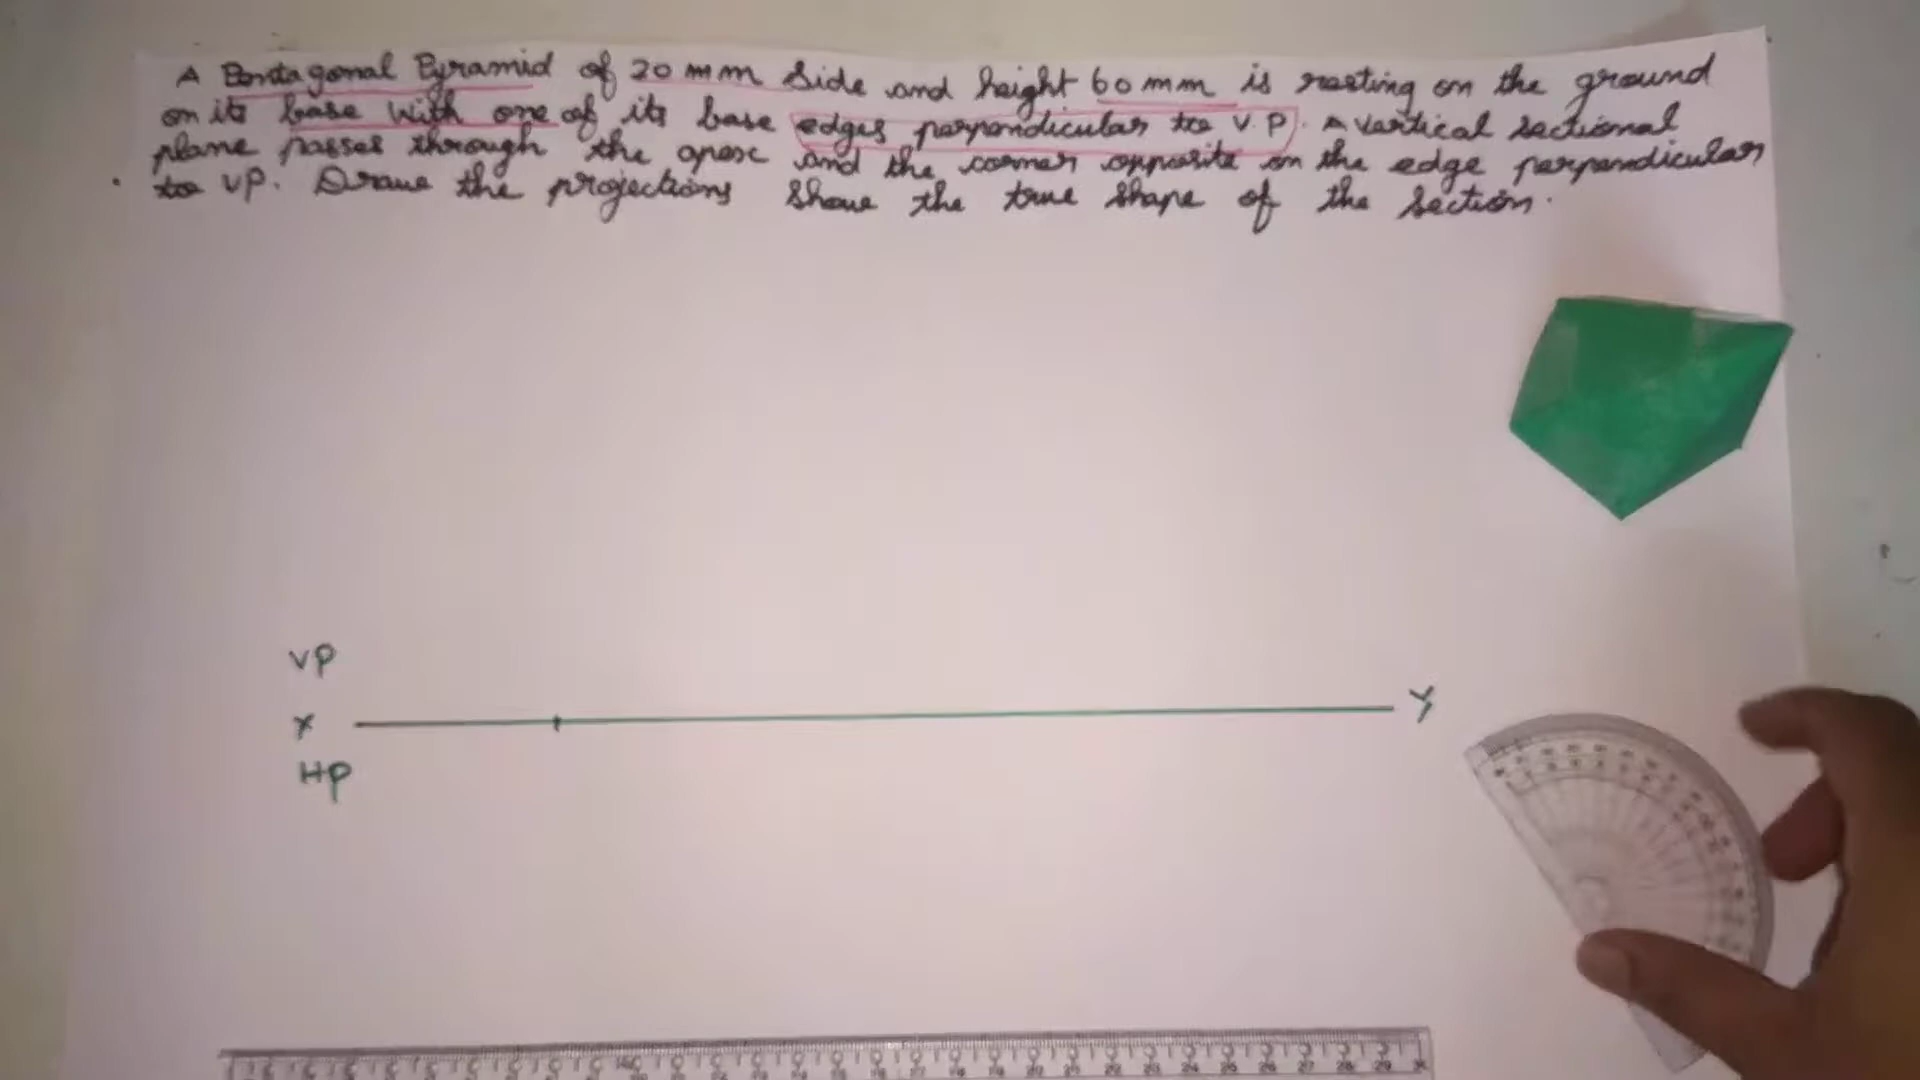 A Pentagonal Pyramid of 20 mm side and height 60 mm is resting on the ground
on its base with one of its base edges perpendicular to V.P. A vertical sectional
plane passes through the apex and the corner opposite on the edge perpendicular
to VP. Draw the projections show the true shape of the section.
VP
X
Y
HP